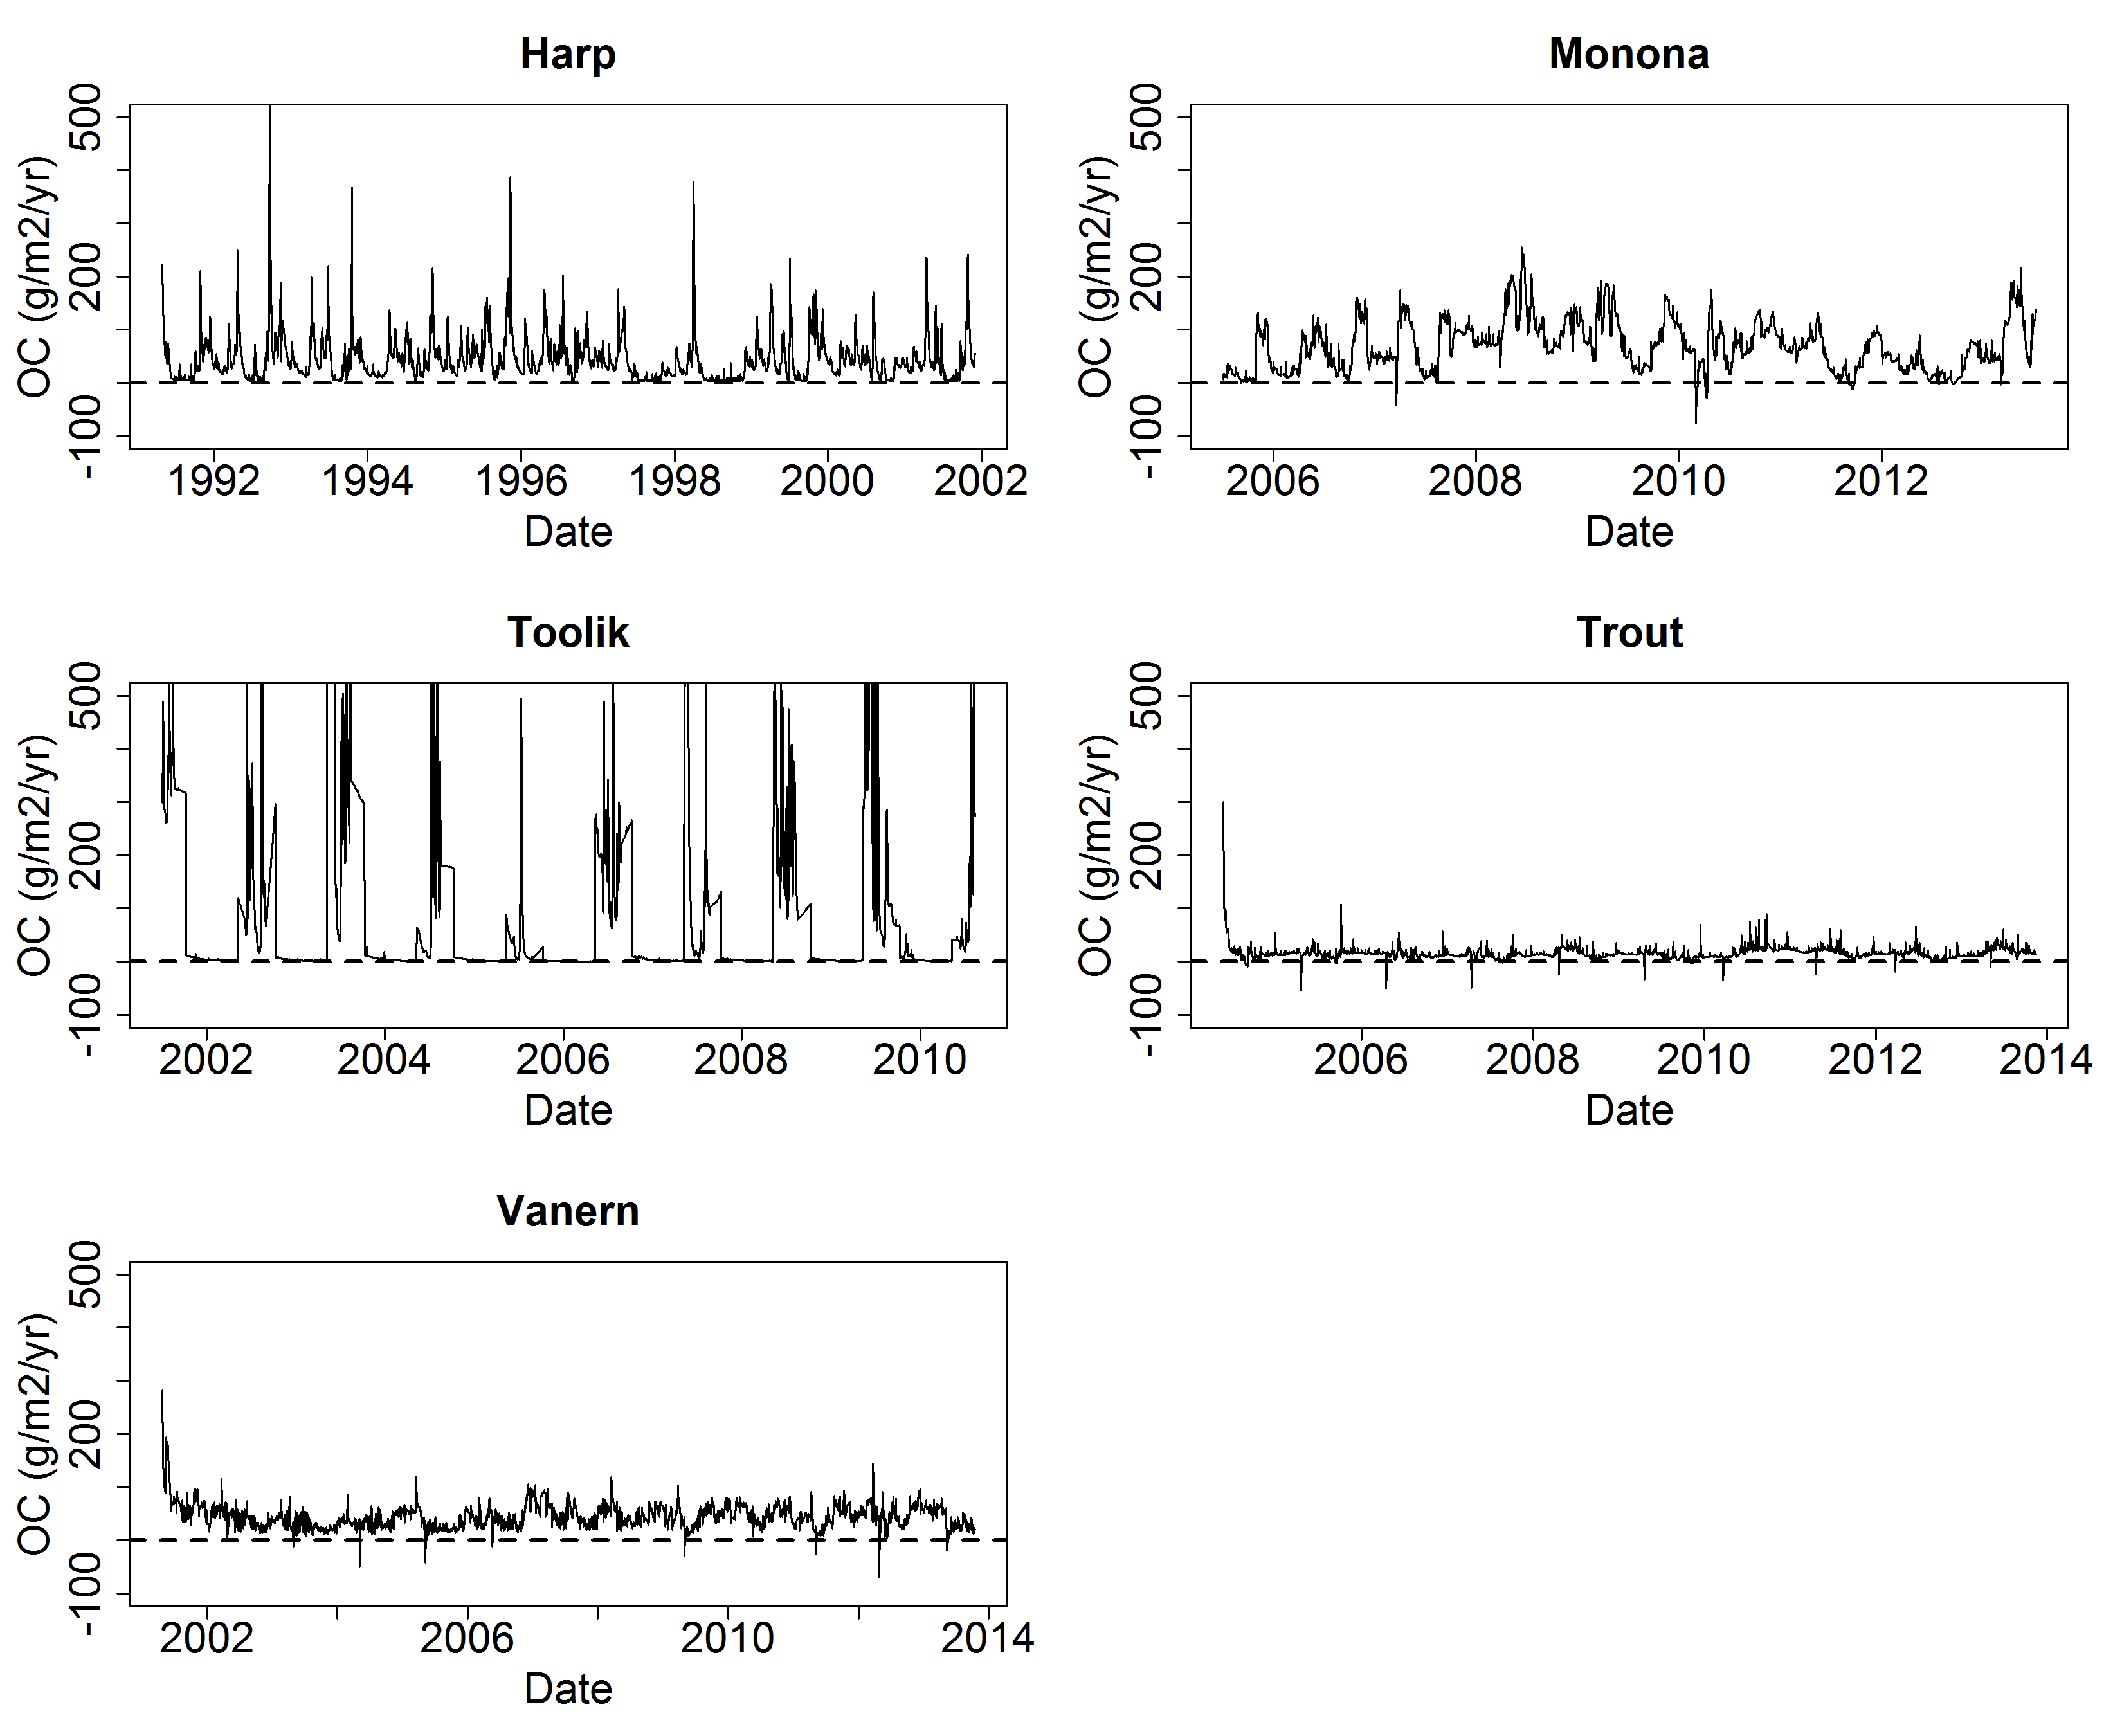 Harp
OC (g/m2/yr)
500
200
-100
1992 1994 1996 1998 2000 2002
Date
Monona
OC (g/m2/yr)
500
200
-100
2006 2008 2010 2012
Date
Toolik
OC (g/m2/yr)
500
200
-100
2002 2004 2006 2008 2010
Date
Trout
OC (g/m2/yr)
500
200
-100
2006 2008 2010 2012 2014
Date
Vanern
OC (g/m2/yr)
500
200
-100
2002 2006 2010 2014
Date